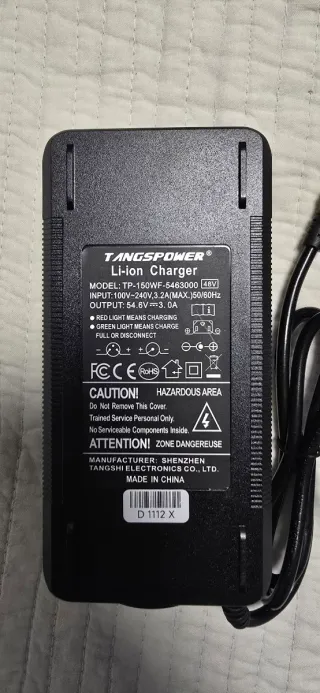 TANGSPOWER®
Li-ion Charger
MODEL: TP-150WF-5463000 48V
INPUT:100V~240V,3.2A(MAX.)50/60Hz
OUTPUT: 54.6V⎓3.0A
● RED LIGHT MEANS CHARGING
● GREEN LIGHT MEANS CHARGE
FULL OR DISCONNECT
FCC CE RoHS
CAUTION! HAZARDOUS AREA
Do Not Remove This Cover.
Trained Service Personal Only.
No Serviceable Components Inside.
ATTENTION! ZONE DANGEREUSE
MANUFACTURER: SHENZHEN
TANGSHI ELECTRONICS CO., LTD.
MADE IN CHINA
D 1112 X